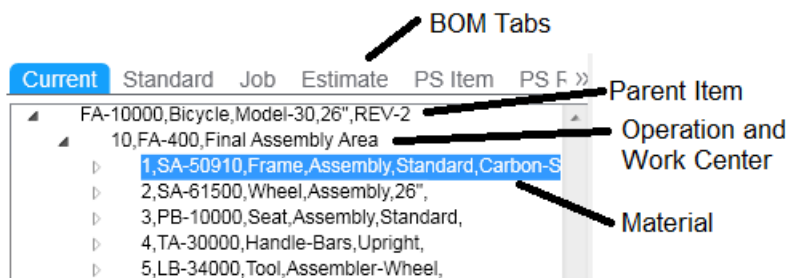 BOM Tabs
Current Standard Job Estimate PS Item PS »
Parent Item
FA-10000,Bicycle,Model-30,26",REV-2
Operation and
Work Center
10,FA-400,Final Assembly Area
1,SA-50910,Frame,Assembly,Standard,Carbon-S
2,SA-61500,Wheel,Assembly,26",
3,PB-10000,Seat,Assembly,Standard,
Material
4,TA-30000,Handle-Bars,Upright,
5,LB-34000,Tool,Assembler-Wheel,